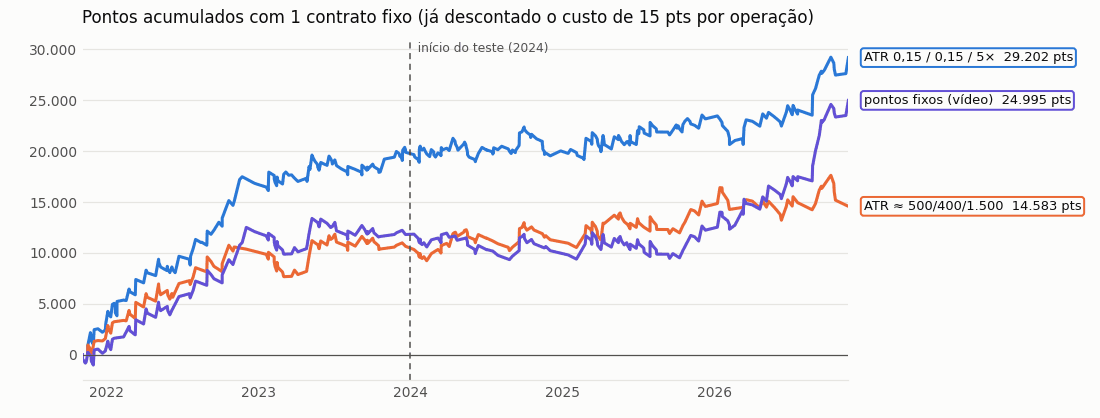 Pontos acumulados com 1 contrato fixo (já descontado o custo de 15 pts por operação)
30.000
início do teste (2024)
ATR 0,15 / 0,15 / 5×  29.202 pts
25.000
pontos fixos (vídeo)  24.995 pts
20.000
15.000
ATR ≈ 500/400/1.500  14.583 pts
10.000
5.000
0
2022
2023
2024
2025
2026